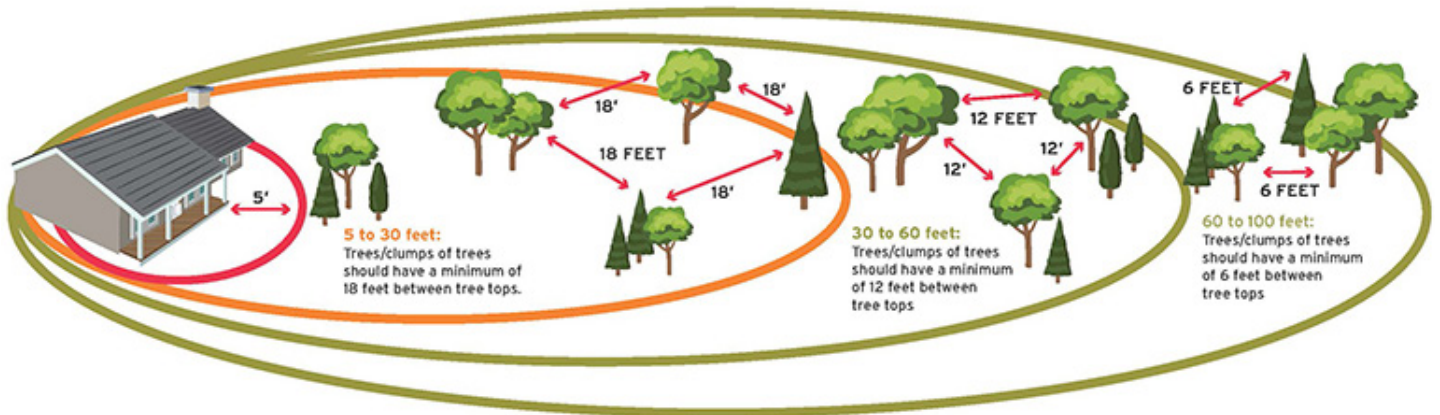 5'
18'
18'
18 FEET
18'
5 to 30 feet:
Trees/clumps of trees
should have a minimum of
18 feet between tree tops.
12 FEET
12'
12'
30 to 60 feet:
Trees/clumps of trees
should have a minimum
of 12 feet between
tree tops
6 FEET
6 FEET
60 to 100 feet:
Trees/clumps of trees
should have a minimum
of 6 feet between
tree tops